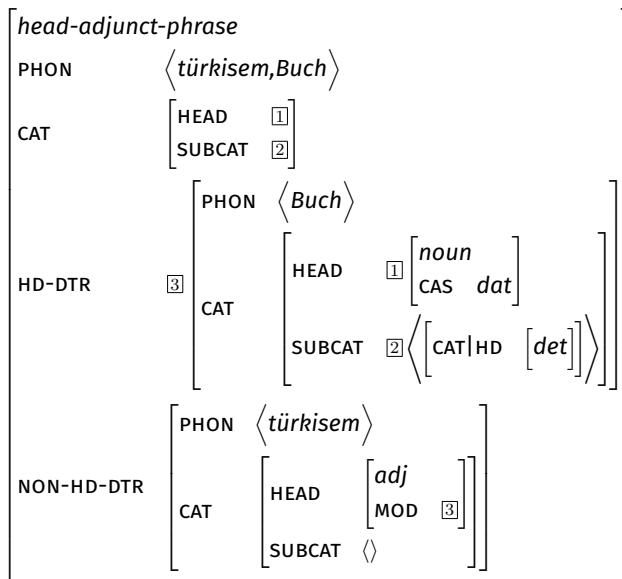 head-adjunct-phrase
PHON ⟨türkisem,Buch⟩
CAT [HEAD 1
SUBCAT 2]
HD-DTR 3 [PHON ⟨Buch⟩
CAT [HEAD 1 [noun
CAS dat]
SUBCAT 2 ⟨[CAT|HD [det]]⟩]]
NON-HD-DTR [PHON ⟨türkisem⟩
CAT [HEAD [adj
MOD 3]
SUBCAT ⟨⟩]]